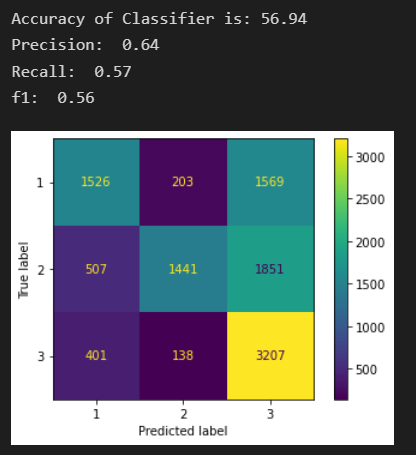 Accuracy of Classifier is: 56.94
Precision:  0.64
Recall:  0.57
f1:  0.56
1 1526 203 1569
2 507 1441 1851
3 401 138 3207
1 2 3
Predicted label
True label
3000
2500
2000
1500
1000
500